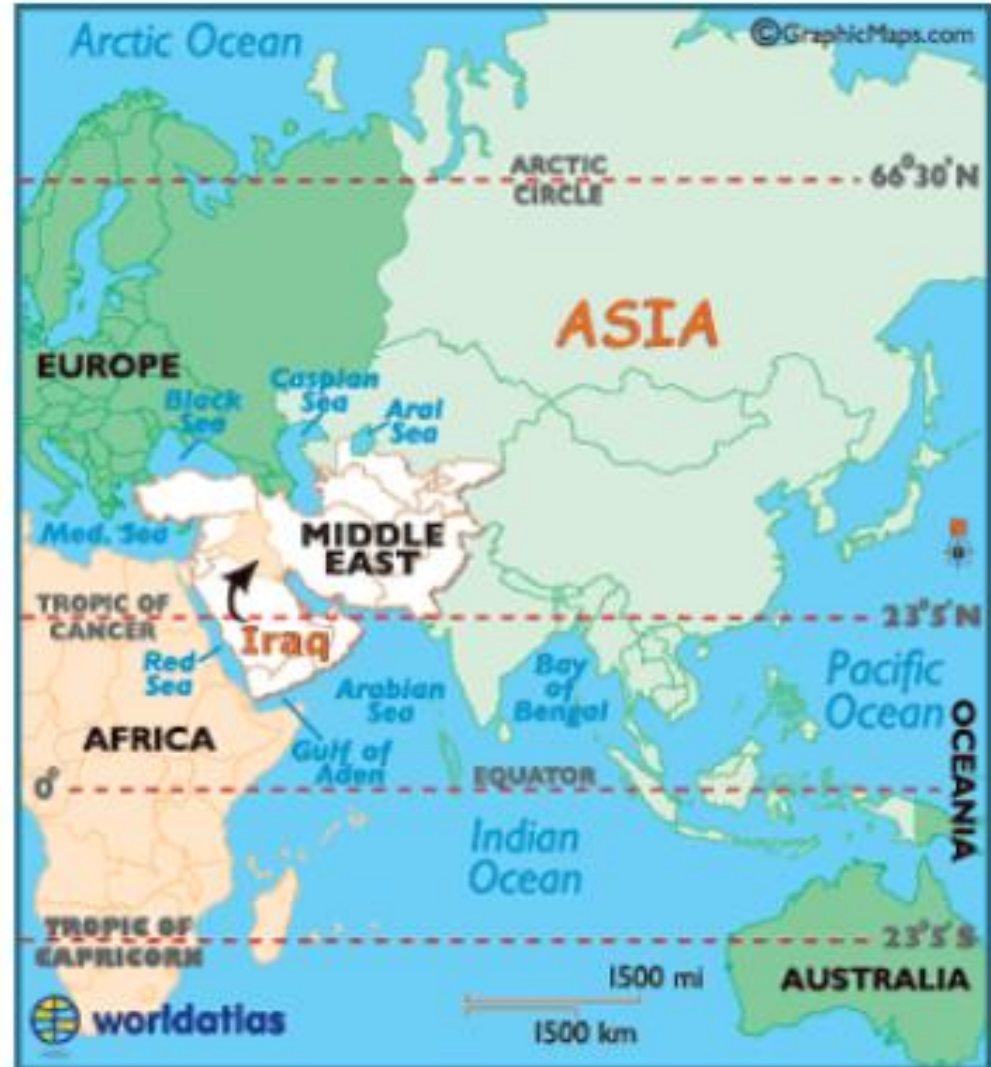 Arctic Ocean
©GraphicMaps.com
ARCTIC
CIRCLE
66°30'N
ASIA
EUROPE
Black
Sea
Caspian
Sea
Aral
Sea
Med. Sea
MIDDLE
EAST
TROPIC OF
CANCER
23°5'N
Iraq
Red
Sea
Arabian
Sea
Bay
of
Bengal
Pacific
Ocean
AFRICA
Gulf of
Aden
OCEANIA
EQUATOR
0°
Indian
Ocean
TROPIC OF
CAPRICORN
23°5'S
1500 mi
1500 km
AUSTRALIA
worldatlas